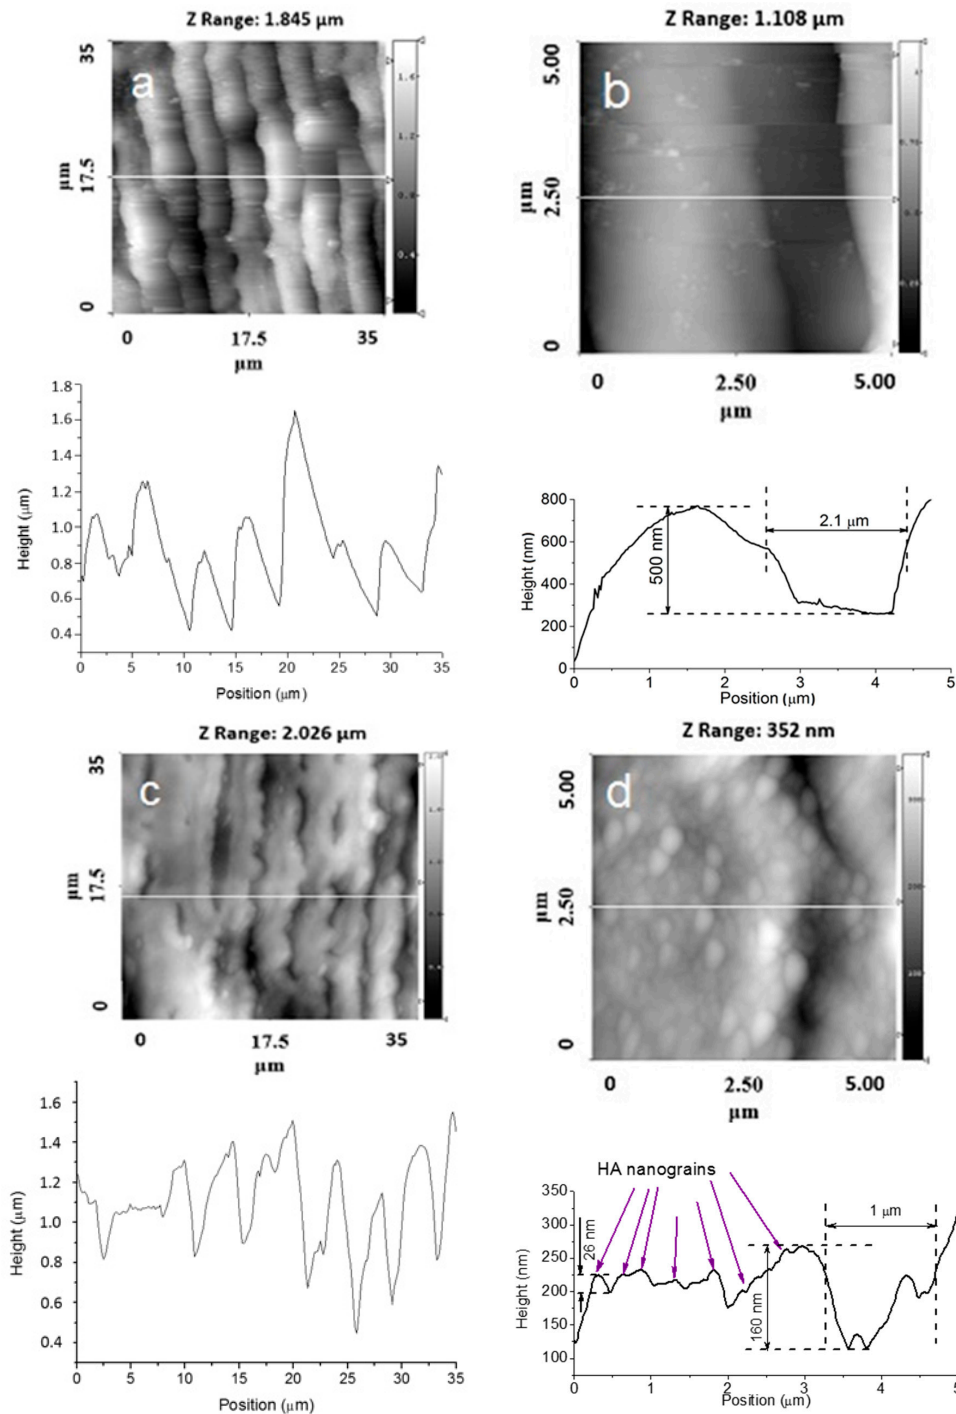 Z Range: 1.845 µm
a
35
17.5
0
µm
0
17.5
35
µm
1.6
1.2
0.8
0.4
Z Range: 1.108 µm
b
5.00
2.50
0
µm
0
2.50
5.00
µm
Height (µm)
1.8
1.6
1.4
1.2
1.0
0.8
0.6
0.4
0 5 10 15 20 25 30 35
Position (µm)
Height (nm)
800
600
400
200
0
500 nm
2.1 µm
0 1 2 3 4 5
Position (µm)
Z Range: 2.026 µm
c
35
17.5
0
µm
0
17.5
35
µm
Z Range: 352 nm
d
5.00
2.50
0
µm
0
2.50
5.00
µm
Height (µm)
1.6
1.4
1.2
1.0
0.8
0.6
0.4
0 5 10 15 20 25 30 35
Position (µm)
HA nanograins
Height (nm)
350
300
250
200
150
100
26 nm
160 nm
1 µm
0 1 2 3 4 5
Position (µm)